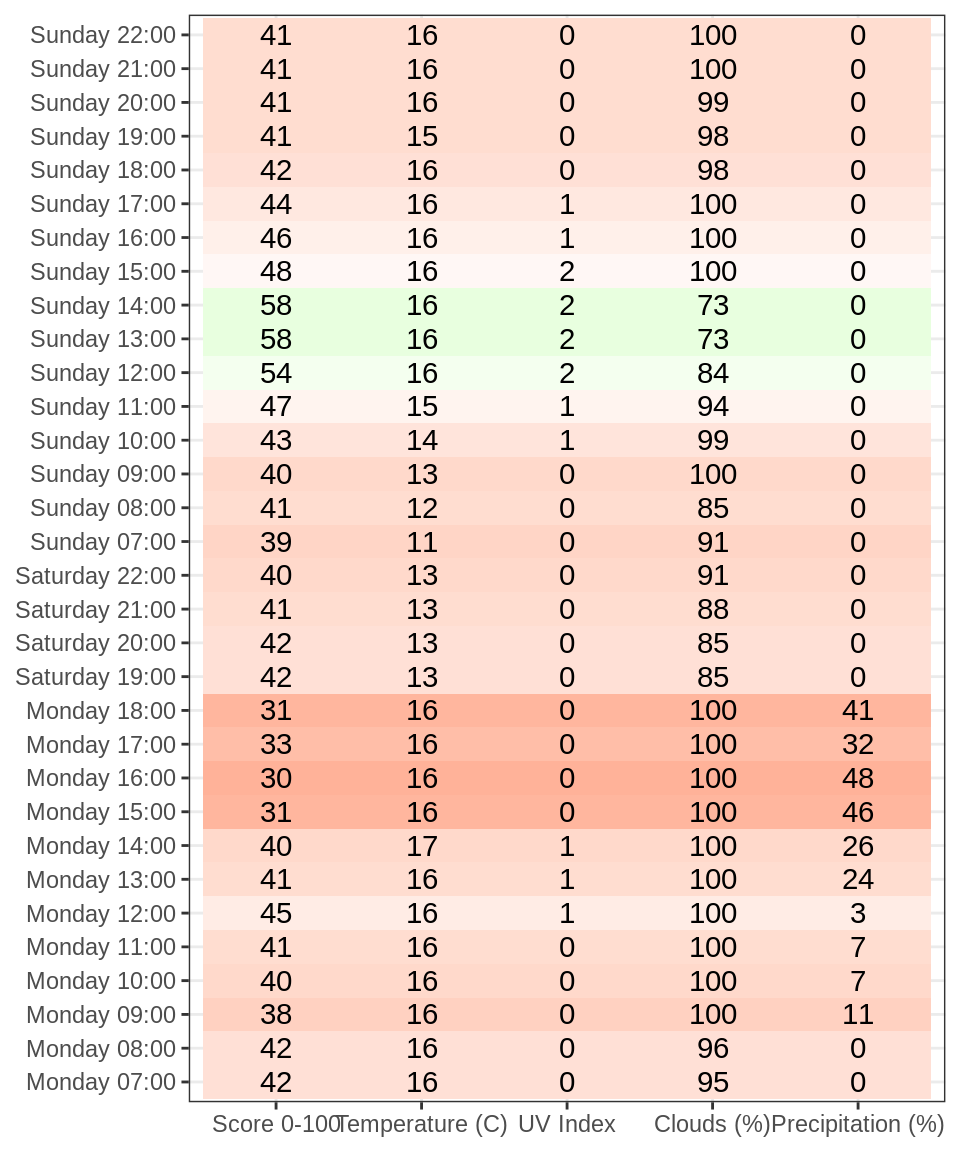 Sunday 22:00 41 16 0 100 0
Sunday 21:00 41 16 0 100 0
Sunday 20:00 41 16 0 99 0
Sunday 19:00 41 15 0 98 0
Sunday 18:00 42 16 0 98 0
Sunday 17:00 44 16 1 100 0
Sunday 16:00 46 16 1 100 0
Sunday 15:00 48 16 2 100 0
Sunday 14:00 58 16 2 73 0
Sunday 13:00 58 16 2 73 0
Sunday 12:00 54 16 2 84 0
Sunday 11:00 47 15 1 94 0
Sunday 10:00 43 14 1 99 0
Sunday 09:00 40 13 0 100 0
Sunday 08:00 41 12 0 85 0
Sunday 07:00 39 11 0 91 0
Saturday 22:00 40 13 0 91 0
Saturday 21:00 41 13 0 88 0
Saturday 20:00 42 13 0 85 0
Saturday 19:00 42 13 0 85 0
Monday 18:00 31 16 0 100 41
Monday 17:00 33 16 0 100 32
Monday 16:00 30 16 0 100 48
Monday 15:00 31 16 0 100 46
Monday 14:00 40 17 1 100 26
Monday 13:00 41 16 1 100 24
Monday 12:00 45 16 1 100 3
Monday 11:00 41 16 0 100 7
Monday 10:00 40 16 0 100 7
Monday 09:00 38 16 0 100 11
Monday 08:00 42 16 0 96 0
Monday 07:00 42 16 0 95 0
Score 0-100 Temperature (C) UV Index Clouds (%) Precipitation (%)